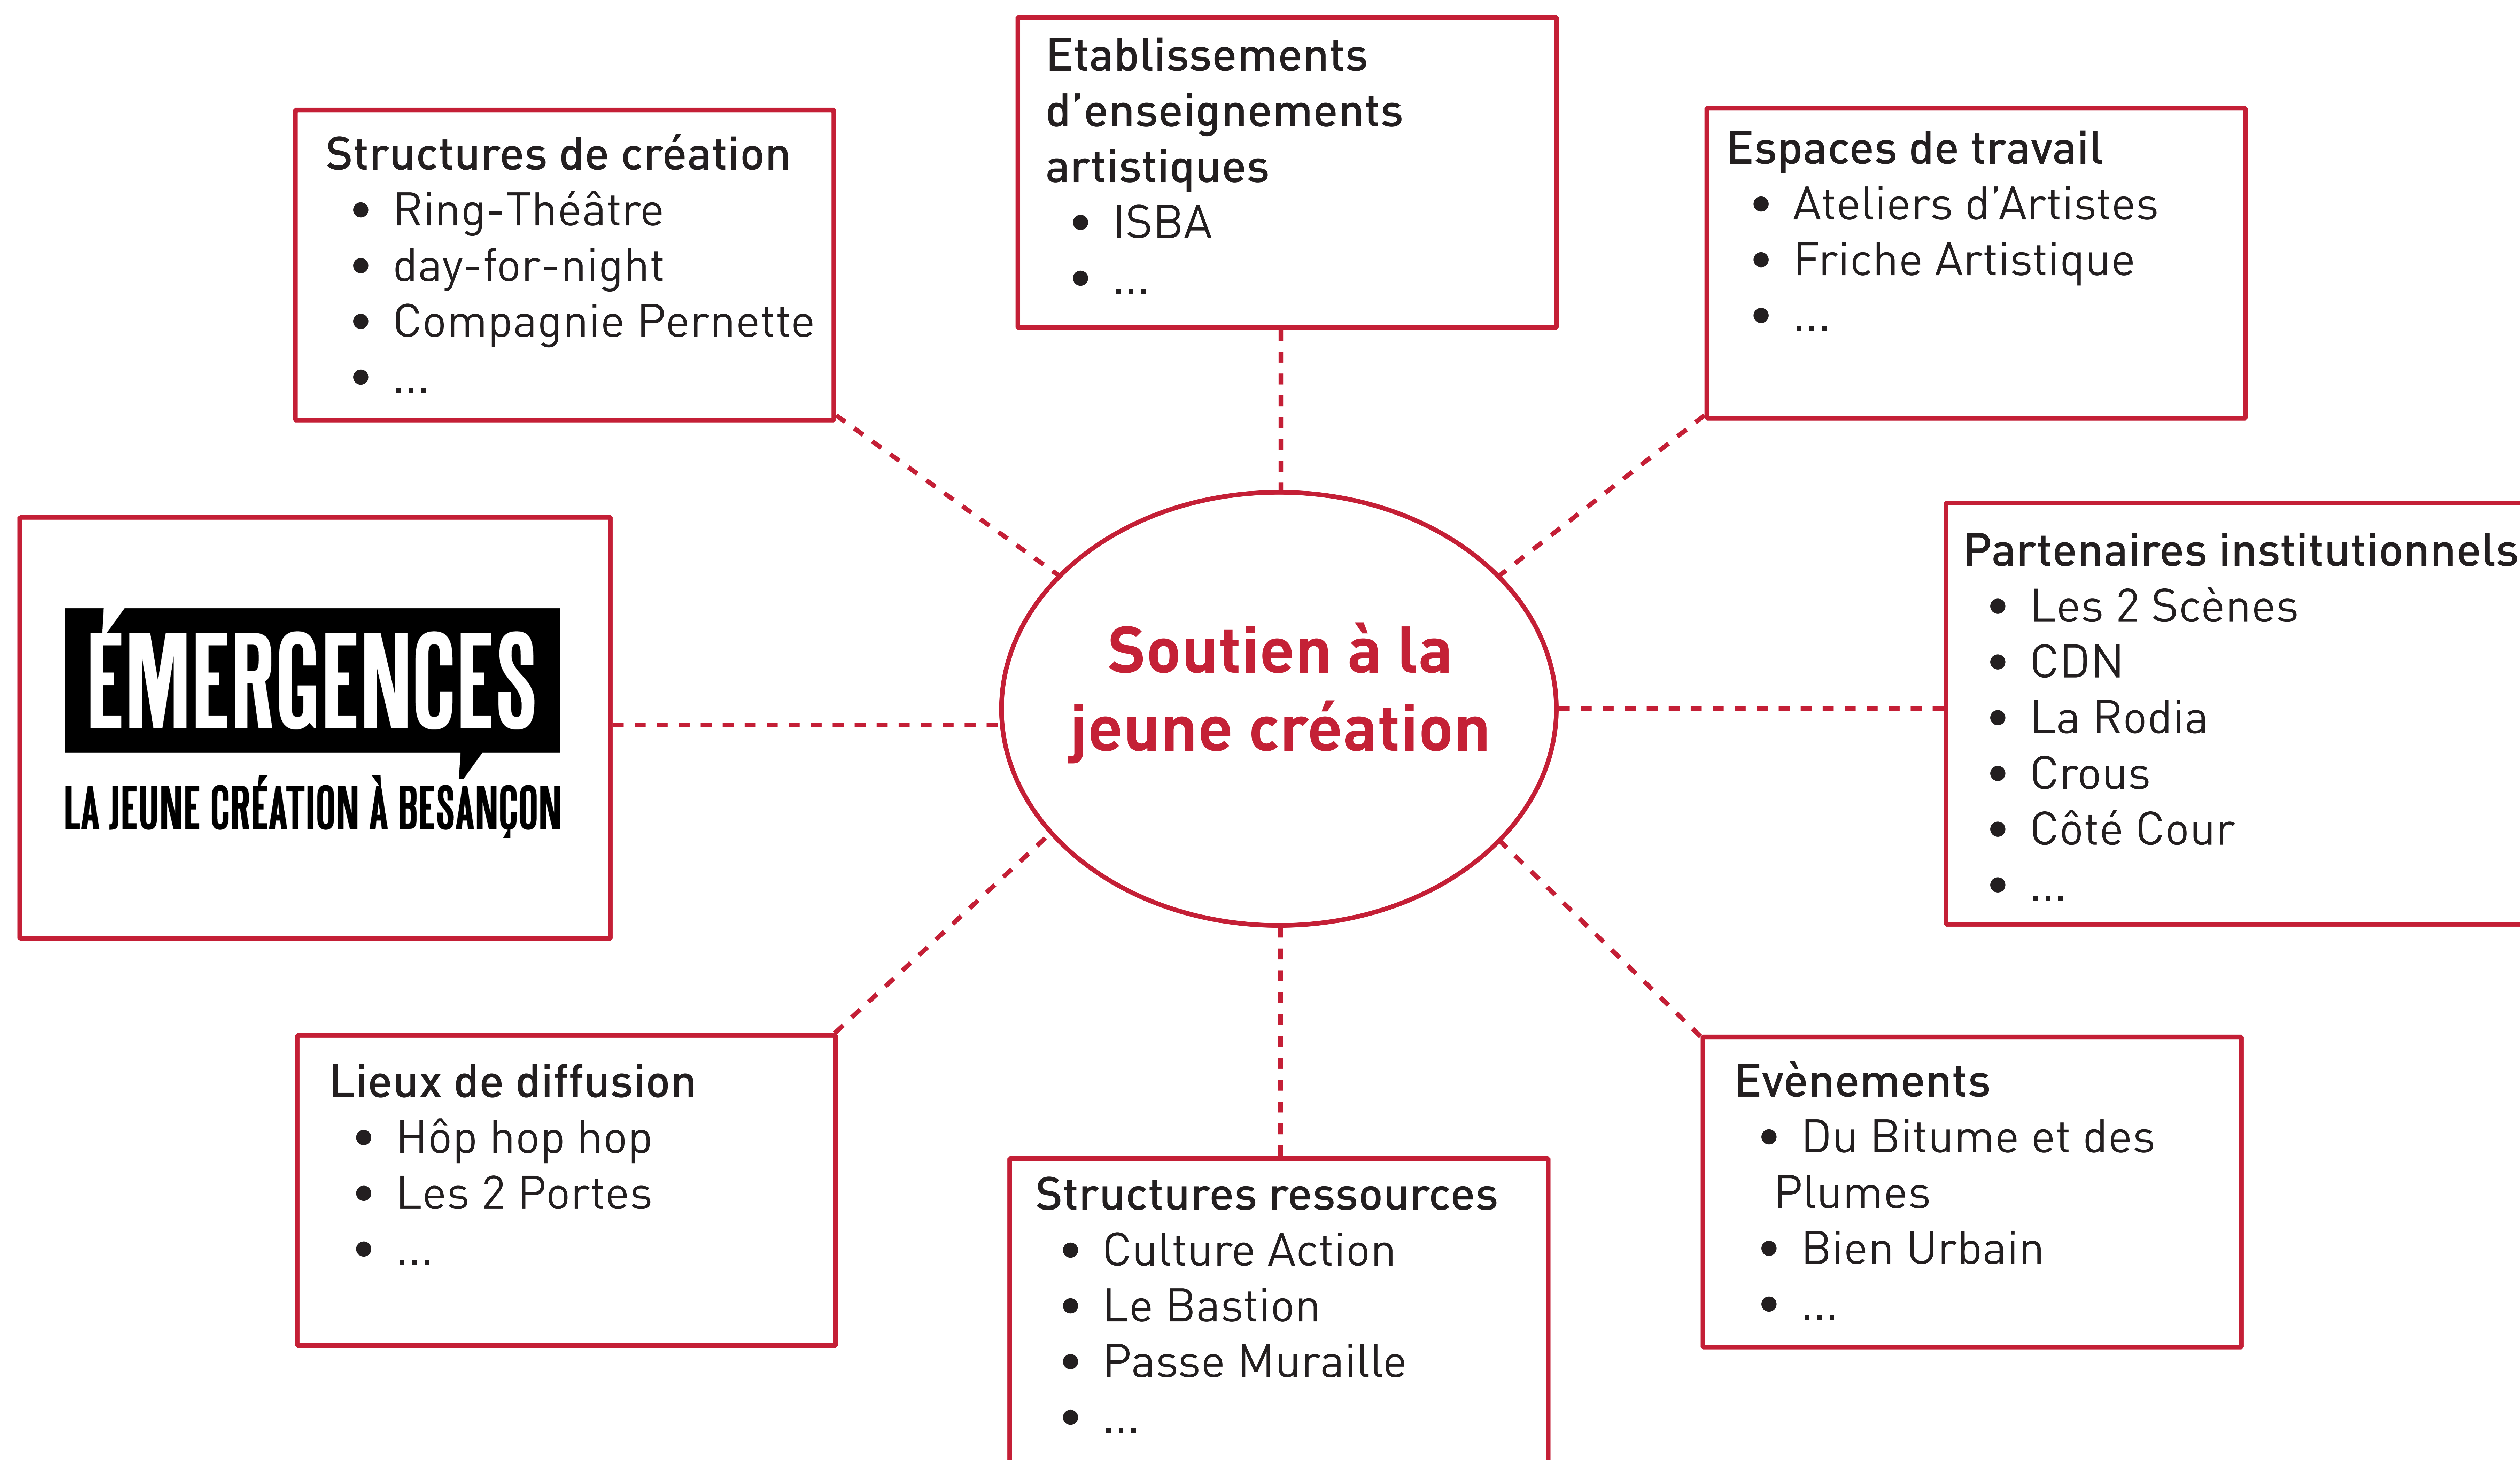 Etablissements
d’enseignements
artistiques
• ISBA
• ...
Structures de création
• Ring-Théâtre
• day-for-night
• Compagnie Pernette
• ...
Espaces de travail
• Ateliers d’Artistes
• Friche Artistique
• ...
ÉMERGENCES
LA JEUNE CRÉATION À BESANÇON
Soutien à la
jeune création
Partenaires institutionnels
• Les 2 Scènes
• CDN
• La Rodia
• Crous
• Côté Cour
• ...
Lieux de diffusion
• Hôp hop hop
• Les 2 Portes
• ...
Structures ressources
• Culture Action
• Le Bastion
• Passe Muraille
• ...
Evènements
• Du Bitume et des
Plumes
• Bien Urbain
• ...